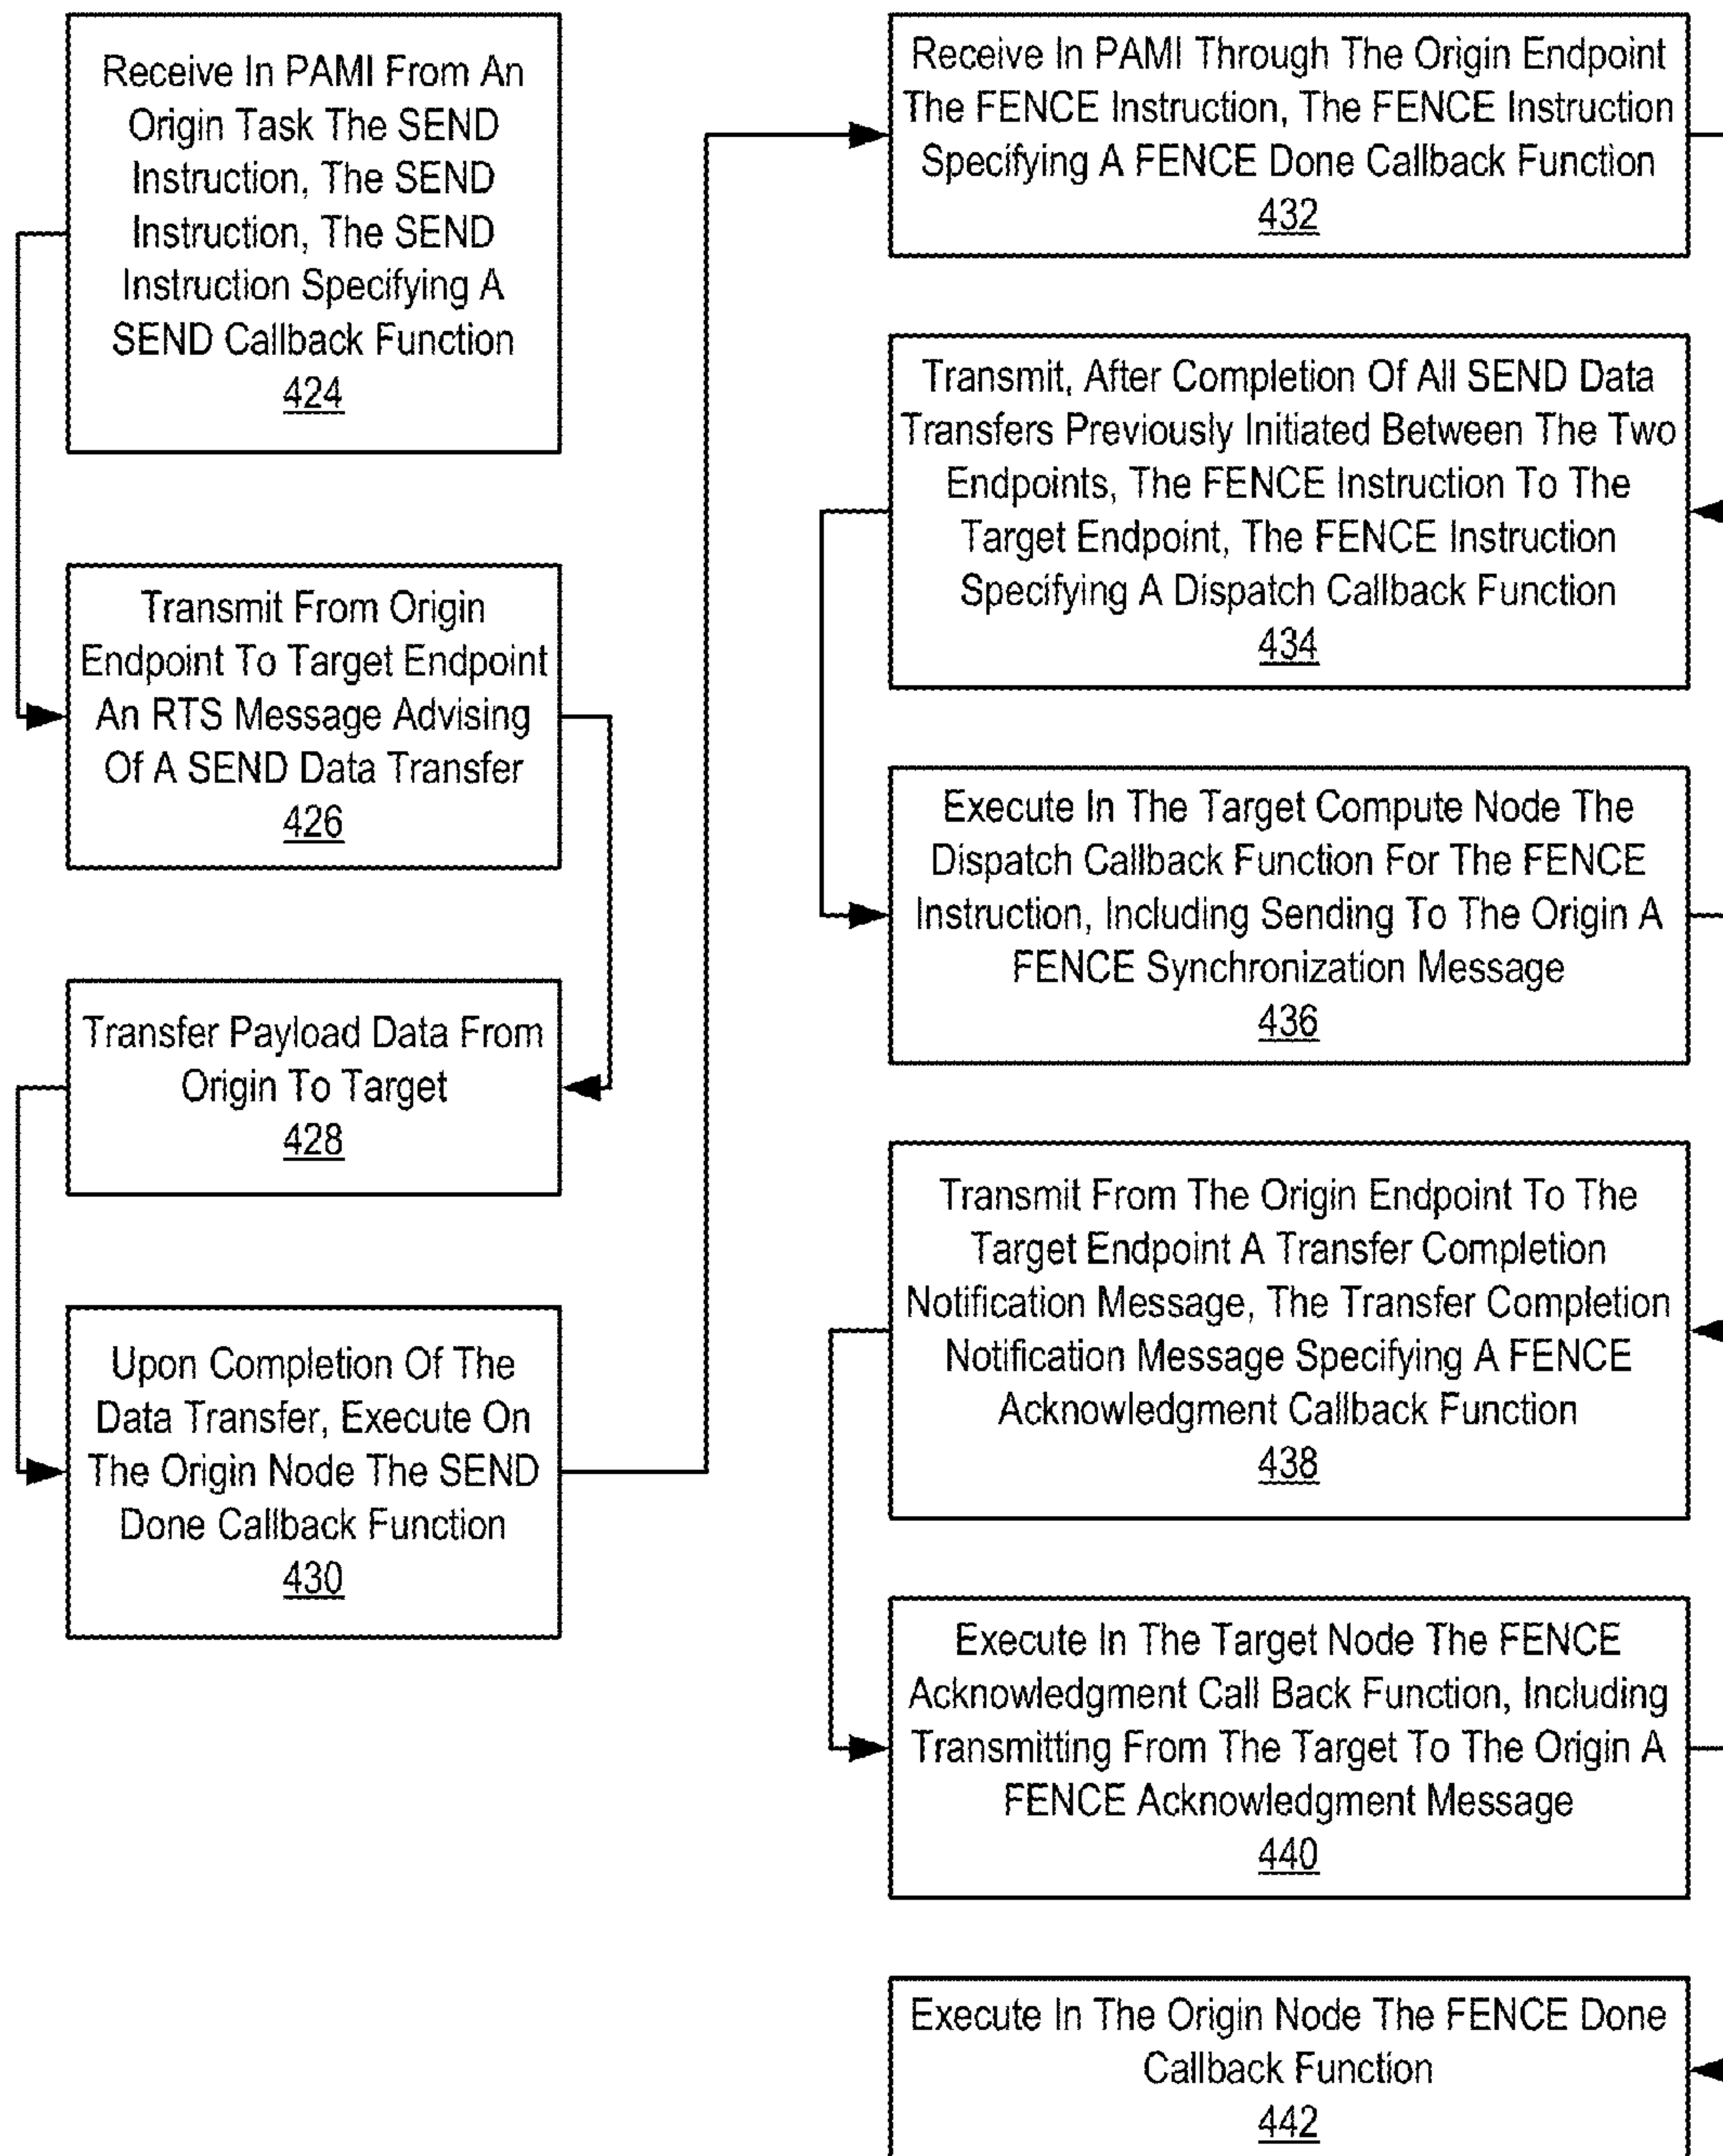 Receive In PAMI From An
Origin Task The SEND
Instruction, The SEND
Instruction, The SEND
Instruction Specifying A
SEND Callback Function
424
Transmit From Origin
Endpoint To Target Endpoint
An RTS Message Advising
Of A SEND Data Transfer
426
Transfer Payload Data From
Origin To Target
428
Upon Completion Of The
Data Transfer, Execute On
The Origin Node The SEND
Done Callback Function
430
Receive In PAMI Through The Origin Endpoint
The FENCE Instruction, The FENCE Instruction
Specifying A FENCE Done Callback Function
432
Transmit, After Completion Of All SEND Data
Transfers Previously Initiated Between The Two
Endpoints, The FENCE Instruction To The
Target Endpoint, The FENCE Instruction
Specifying A Dispatch Callback Function
434
Execute In The Target Compute Node The
Dispatch Callback Function For The FENCE
Instruction, Including Sending To The Origin A
FENCE Synchronization Message
436
Transmit From The Origin Endpoint To The
Target Endpoint A Transfer Completion
Notification Message, The Transfer Completion
Notification Message Specifying A FENCE
Acknowledgment Callback Function
438
Execute In The Target Node The FENCE
Acknowledgment Call Back Function, Including
Transmitting From The Target To The Origin A
FENCE Acknowledgment Message
440
Execute In The Origin Node The FENCE Done
Callback Function
442